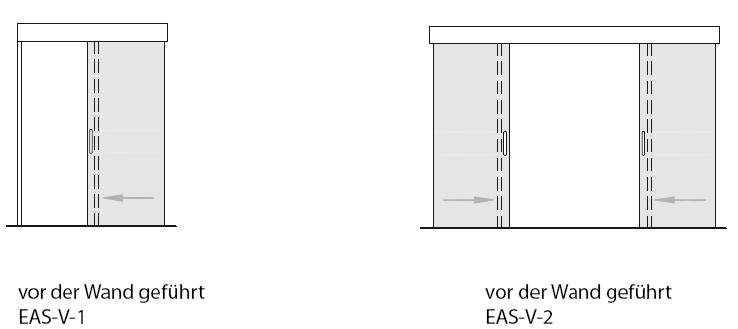 vor der Wand geführt
EAS-V-1
vor der Wand geführt
EAS-V-2